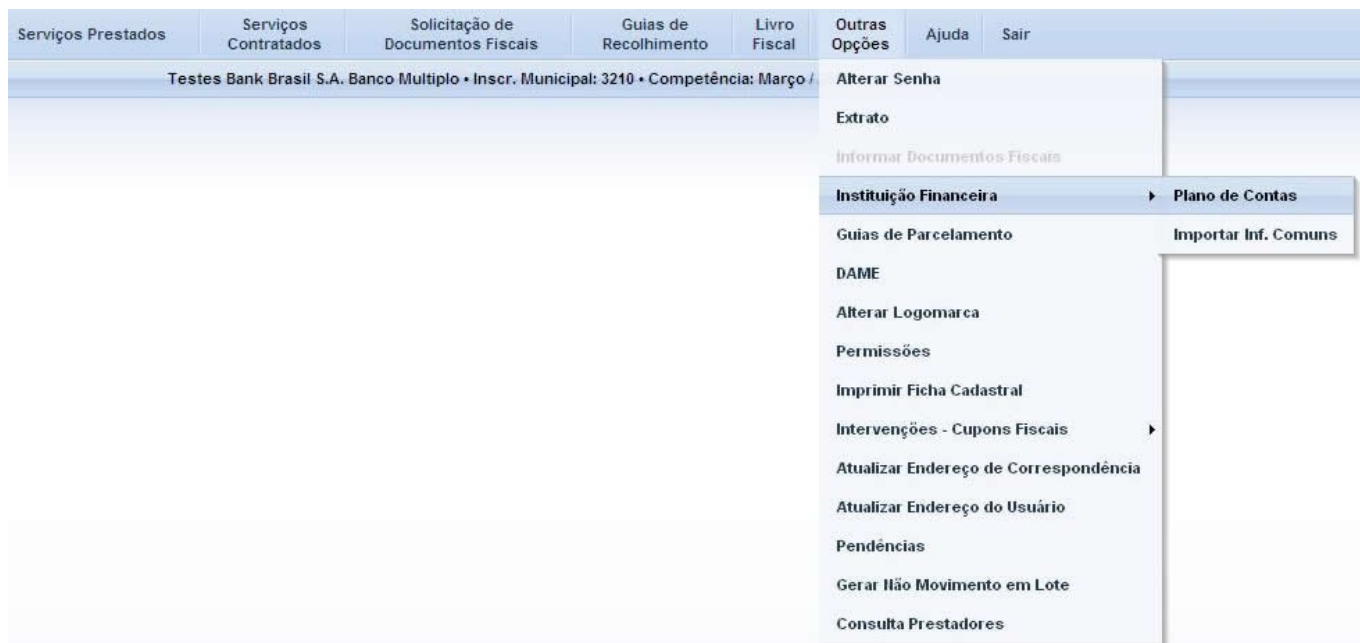 Serviços Prestados
Serviços Contratados
Solicitação de Documentos Fiscais
Guias de Recolhimento
Livro Fiscal
Outras Opções
Ajuda
Sair
Testes Bank Brasil S.A. Banco Multiplo • Inscr. Municipal: 3210 • Competência: Março /
Alterar Senha
Extrato
Informar Documentos Fiscais
Instituição Financeira
Plano de Contas
Importar Inf. Comuns
Guias de Parcelamento
DAME
Alterar Logomarca
Permissões
Imprimir Ficha Cadastral
Intervenções - Cupons Fiscais
Atualizar Endereço de Correspondência
Atualizar Endereço do Usuário
Pendências
Gerar Não Movimento em Lote
Consulta Prestadores